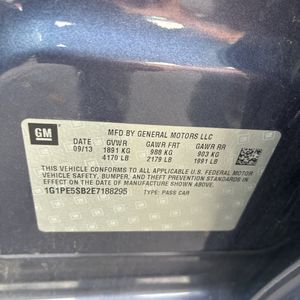 GM
MFD BY GENERAL MOTORS LLC
DATE GVWR GAWR FRT GAWR RR
09/13 1891 KG 988 KG 903 KG
4170 LB 2179 LB 1991 LB
THIS VEHICLE CONFORMS TO ALL APPLICABLE U.S. FEDERAL MOTOR
VEHICLE SAFETY, BUMPER, AND THEFT PREVENTION STANDARDS
IN EFFECT ON THE DATE OF MANUFACTURE SHOWN ABOVE.
1G1PE5SB2E7188295 TYPE: PASS CAR